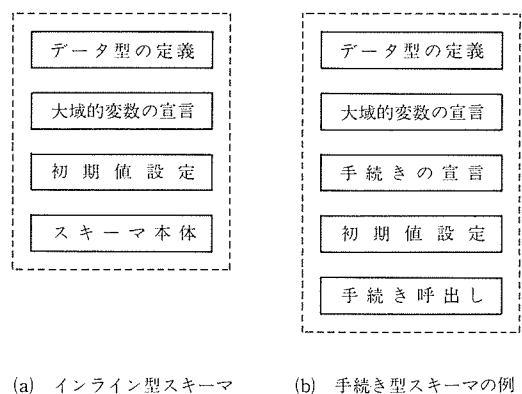 データ型の定義
大域的変数の宣言
初期値設定
スキーマ本体
(a) インライン型スキーマ
データ型の定義
大域的変数の宣言
手続きの宣言
初期値設定
手続き呼出し
(b) 手続き型スキーマの例